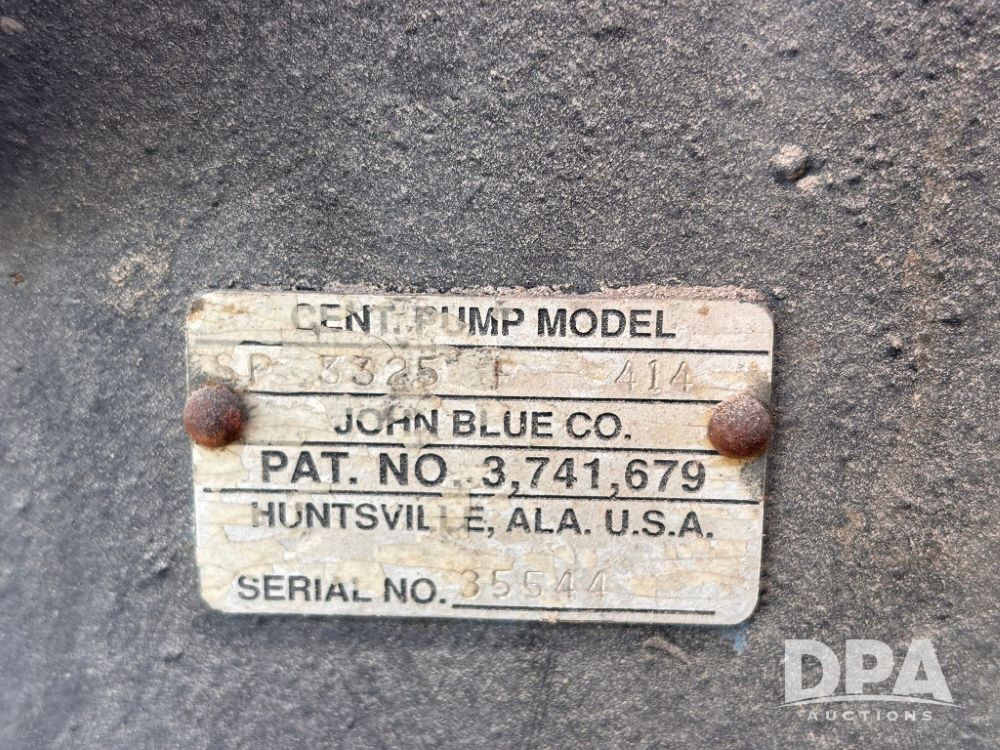 CENT. PUMP MODEL
SP 3325 F 414
JOHN BLUE CO.
PAT. NO. 3,741,679
HUNTSVILLE, ALA. U.S.A.
SERIAL NO. 35544
DPA
AUCTIONS